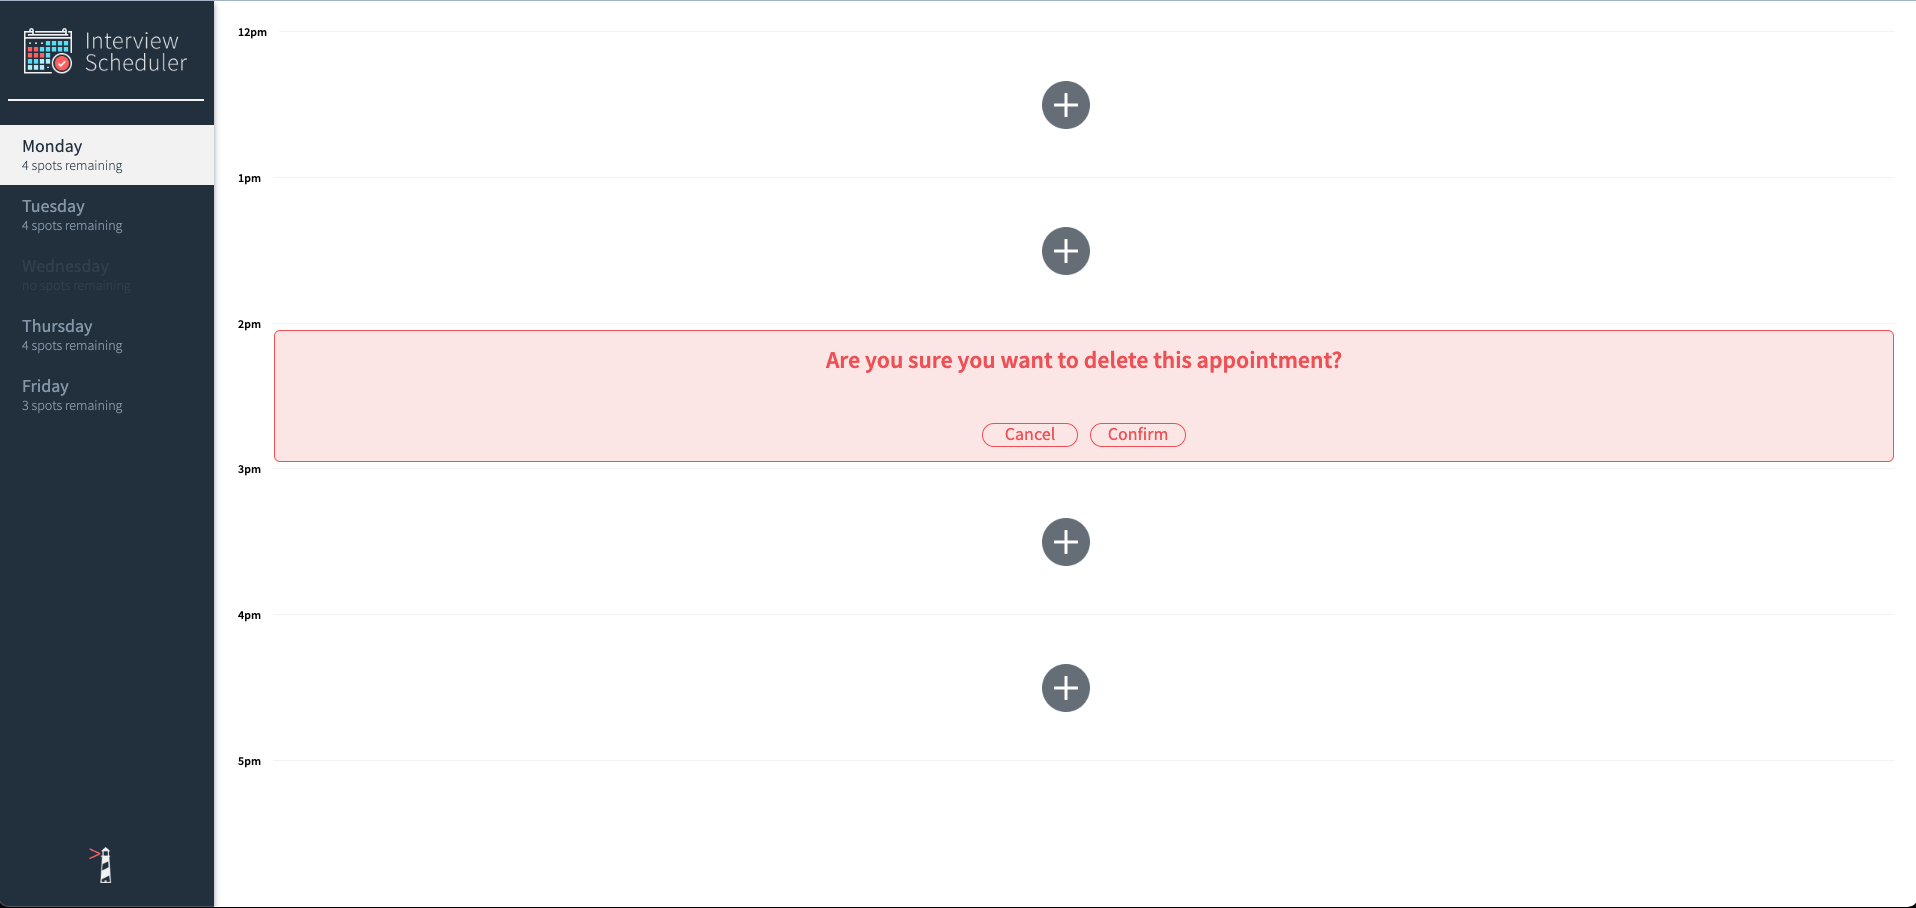 Interview
Scheduler
Monday
4 spots remaining
Tuesday
4 spots remaining
Wednesday
no spots remaining
Thursday
4 spots remaining
Friday
3 spots remaining
12pm
1pm
2pm
Are you sure you want to delete this appointment?
Cancel Confirm
3pm
4pm
5pm